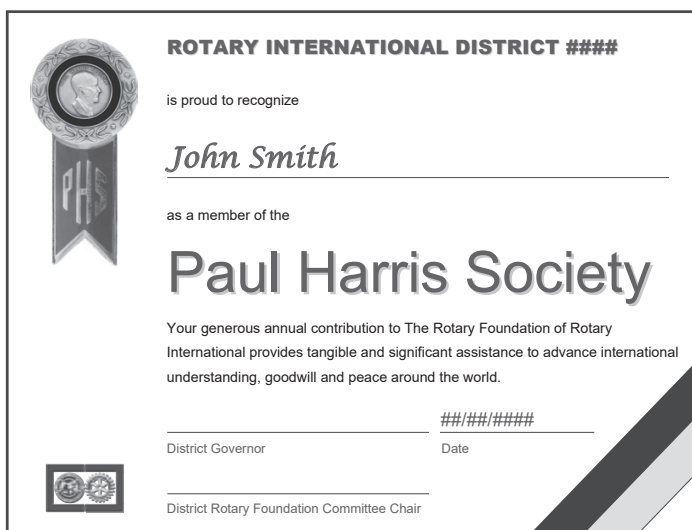 ROTARY INTERNATIONAL DISTRICT ####
is proud to recognize
John Smith
as a member of the
PHS
Paul Harris Society
Your generous annual contribution to The Rotary Foundation of Rotary
International provides tangible and significant assistance to advance international
understanding, goodwill and peace around the world.
##/##/####
District Governor
Date
District Rotary Foundation Committee Chair